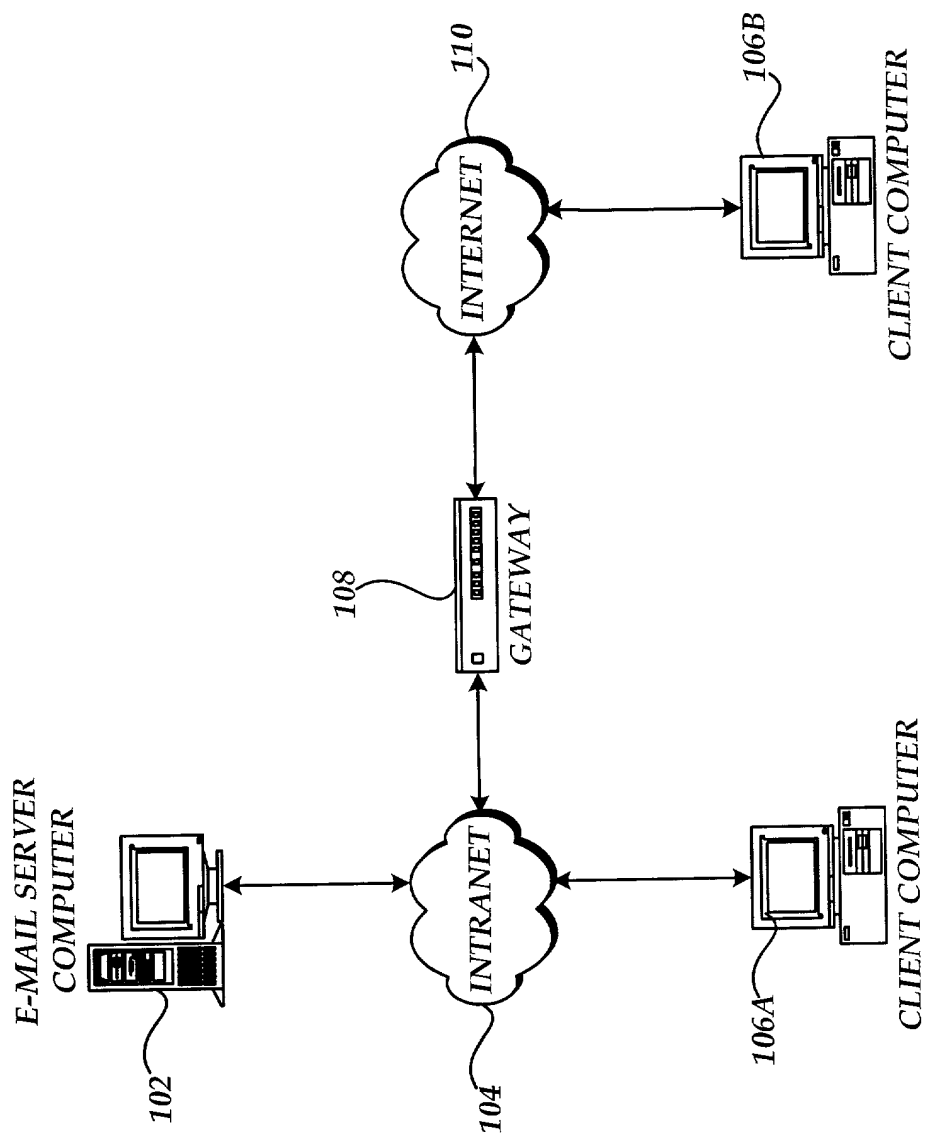 E-MAIL SERVER
COMPUTER
102
INTRANET
104
106A
CLIENT COMPUTER
108
GATEWAY
INTERNET
110
106B
CLIENT COMPUTER